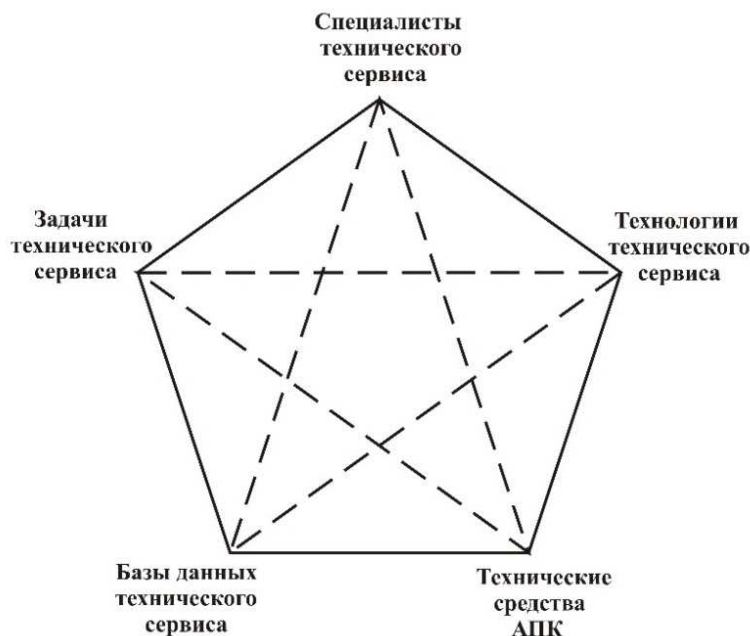 Специалисты
технического
сервиса
Задачи
технического
сервиса
Технологии
технического
сервиса
Базы данных
технического
сервиса
Технические
средства
АПК